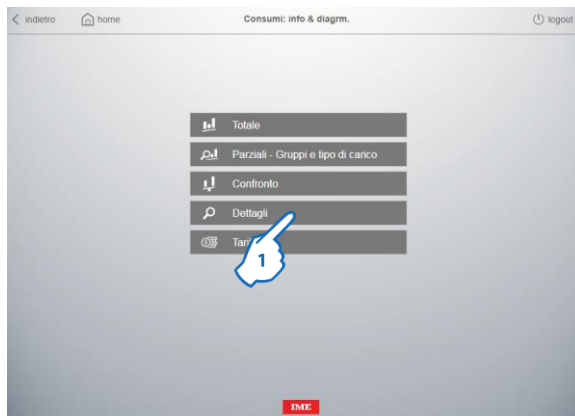 indietro
home
Consumi: info & diagrm.
logout
Totale
Parziali - Gruppi e tipo di carico
Confronto
Dettagli
1
IME